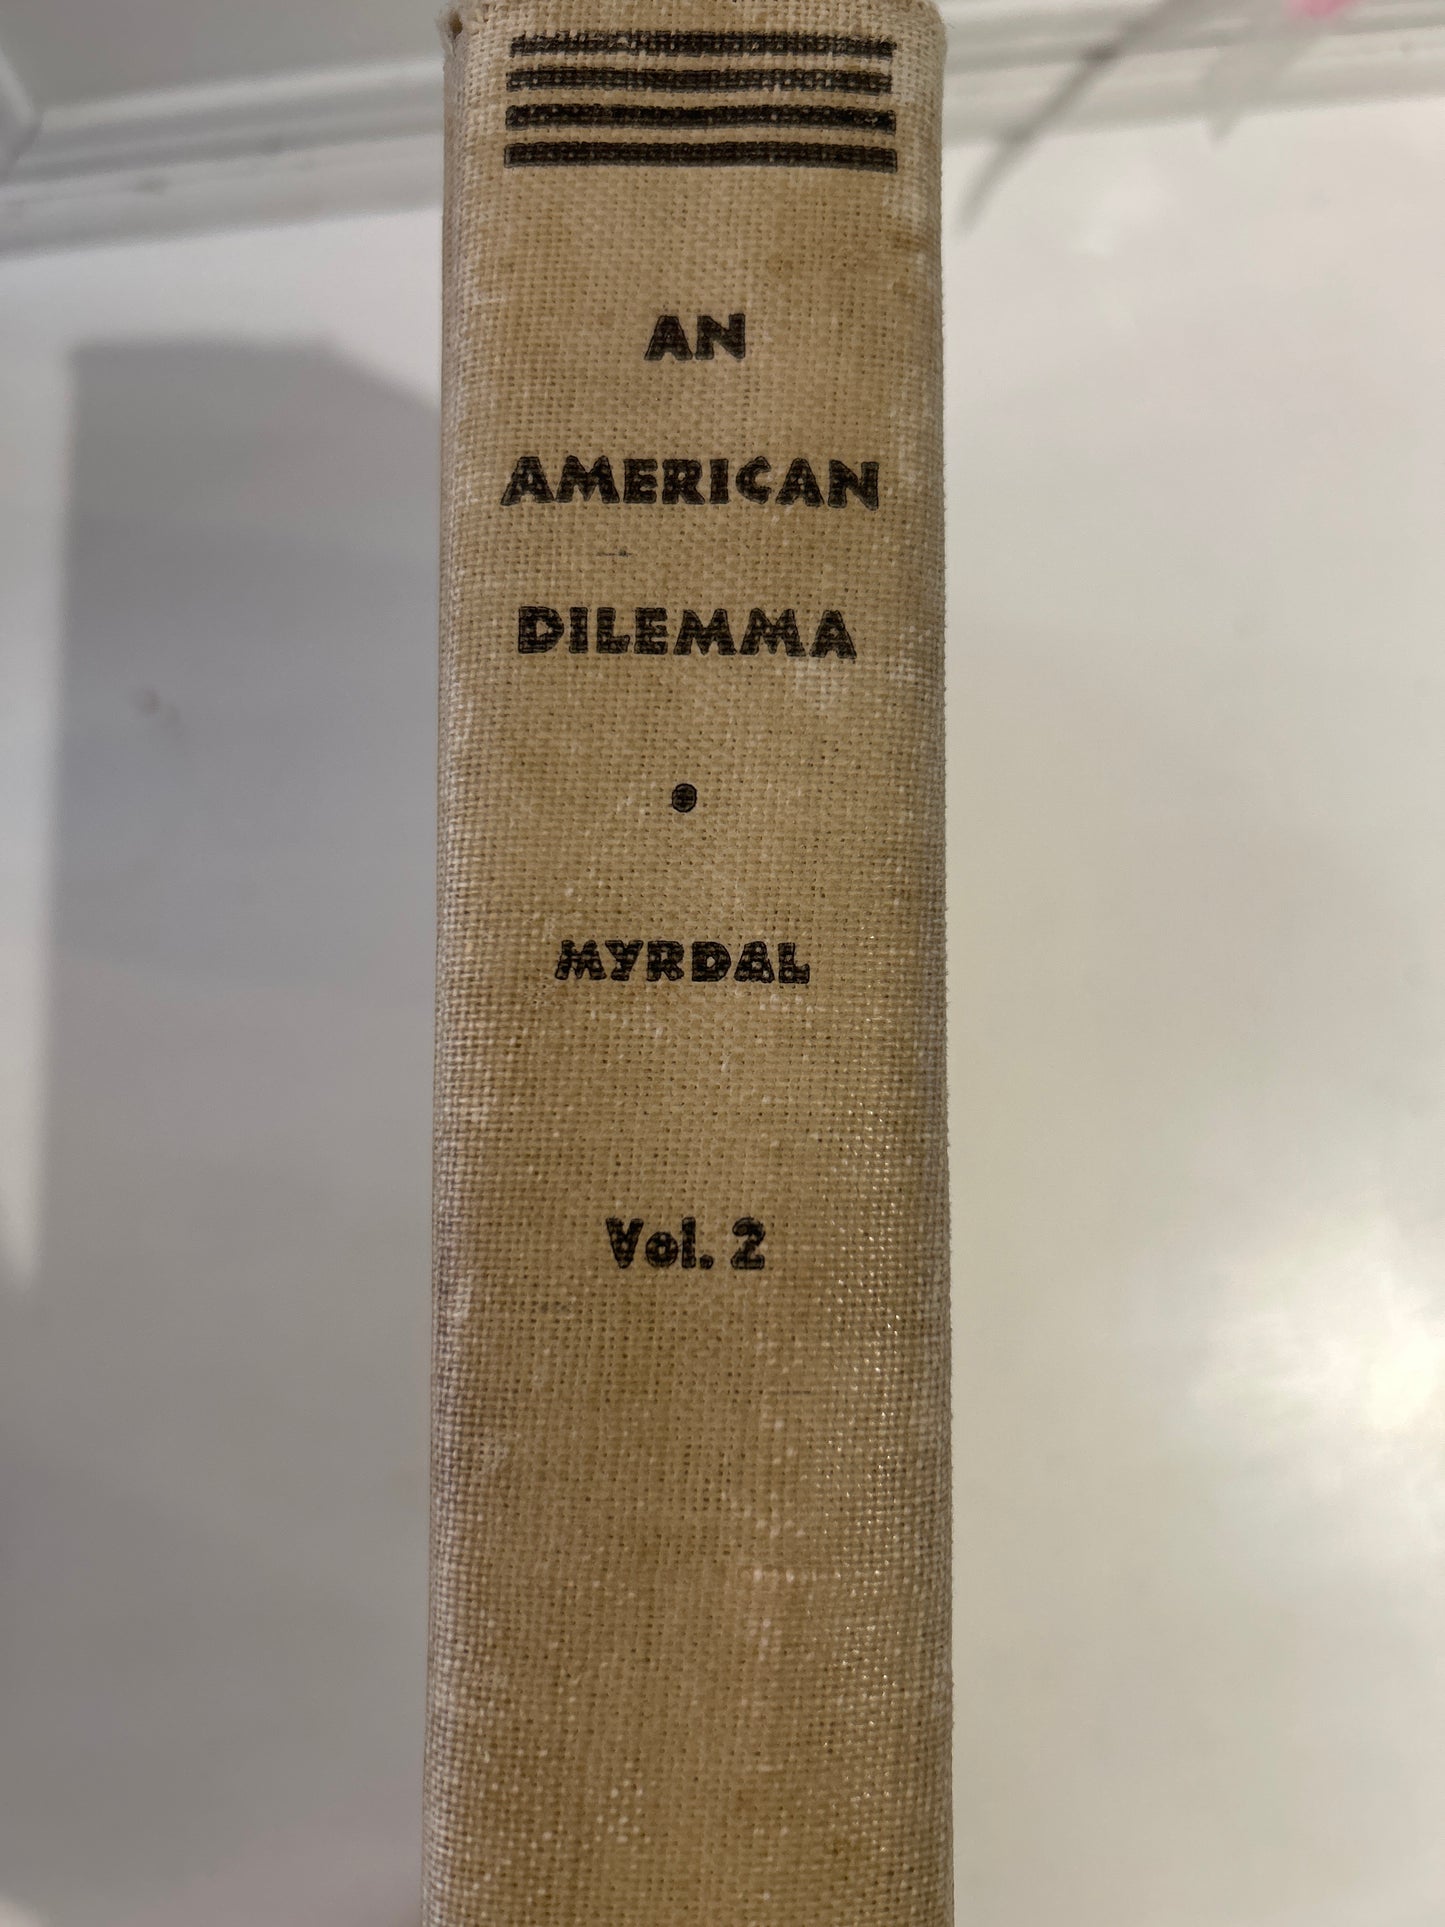 AN
AMERICAN
DILEMMA
•
MYRDAL
Vol. 2